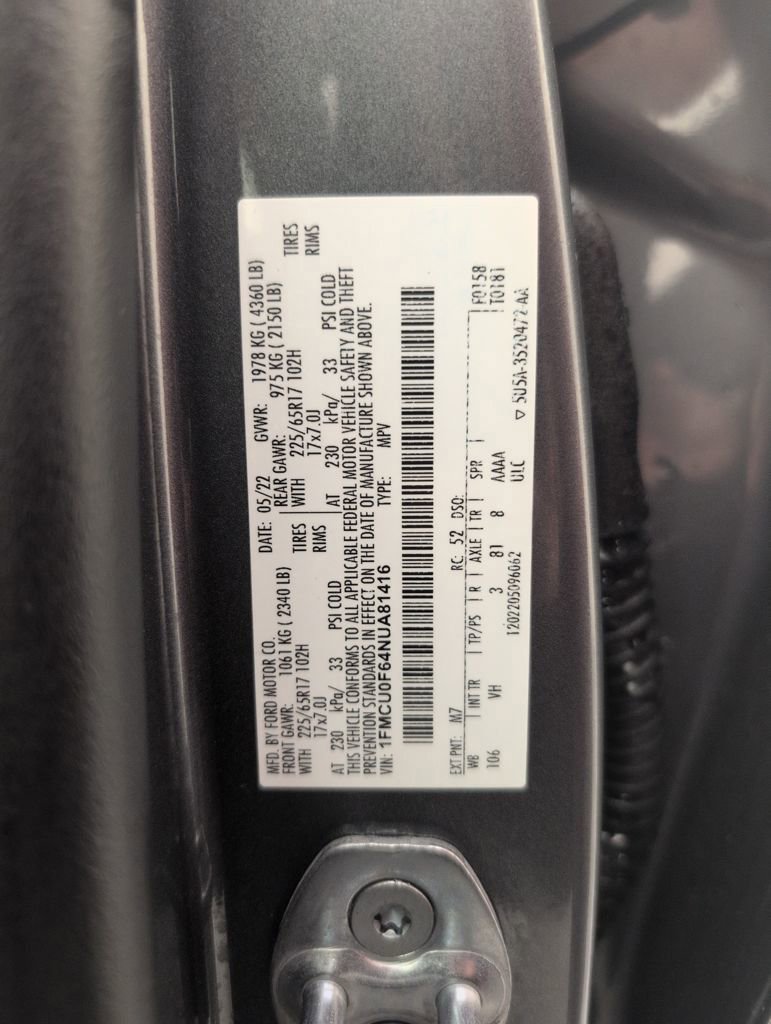 MFD. BY FORD MOTOR CO.
DATE: 05/22 GVWR: 1978 KG ( 4360 LB)
FRONT GAWR: 1061 KG ( 2340 LB) REAR GAWR: 975 KG ( 2150 LB)
WITH 225/65R17 102H TIRES WITH 225/65R17 102H TIRES
17x7.0J RIMS 17x7.0J RIMS
AT 230 kPa/ 33 PSI COLD AT 230 kPa/ 33 PSI COLD
THIS VEHICLE CONFORMS TO ALL APPLICABLE FEDERAL MOTOR VEHICLE SAFETY AND THEFT
PREVENTION STANDARDS IN EFFECT ON THE DATE OF MANUFACTURE SHOWN ABOVE.
VIN: 1FMCU0F64NUA81416 TYPE: MPV
EXT PNT: M7 RC: 52 DSO: F0158
WB INT TR TP/PS R AXLE TR SPR T0181
106 VH 3 81 8 AAAA
1202205096062 ULC ▽ 5U5A-3520472-AA